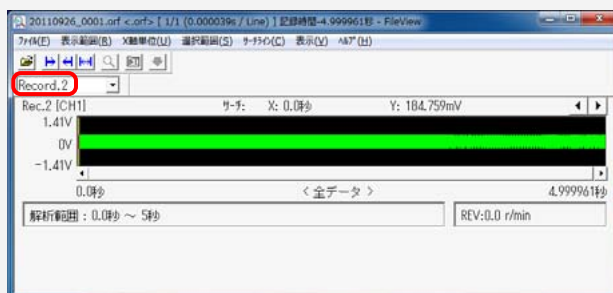 20110926_0001.orf <.orf> [ 1/1 (0.000039s / Line) ] 記録時間-4.999961秒 - FileView
ﾌｧｲﾙ(F) 表示範囲(R) X軸単位(U) 選択範囲(S) ｻｰﾁﾗｲﾝ(C) 表示(V) ﾍﾙﾌﾟ(H)
Record.2
Rec.2 [CH1] ｻｰﾁ: X: 0.0秒 Y: 184.759mV
1.41V
0V
-1.41V
0.0秒 < 全データ > 4.999961秒
解析範囲 : 0.0秒 ～ 5秒 REV:0.0 r/min